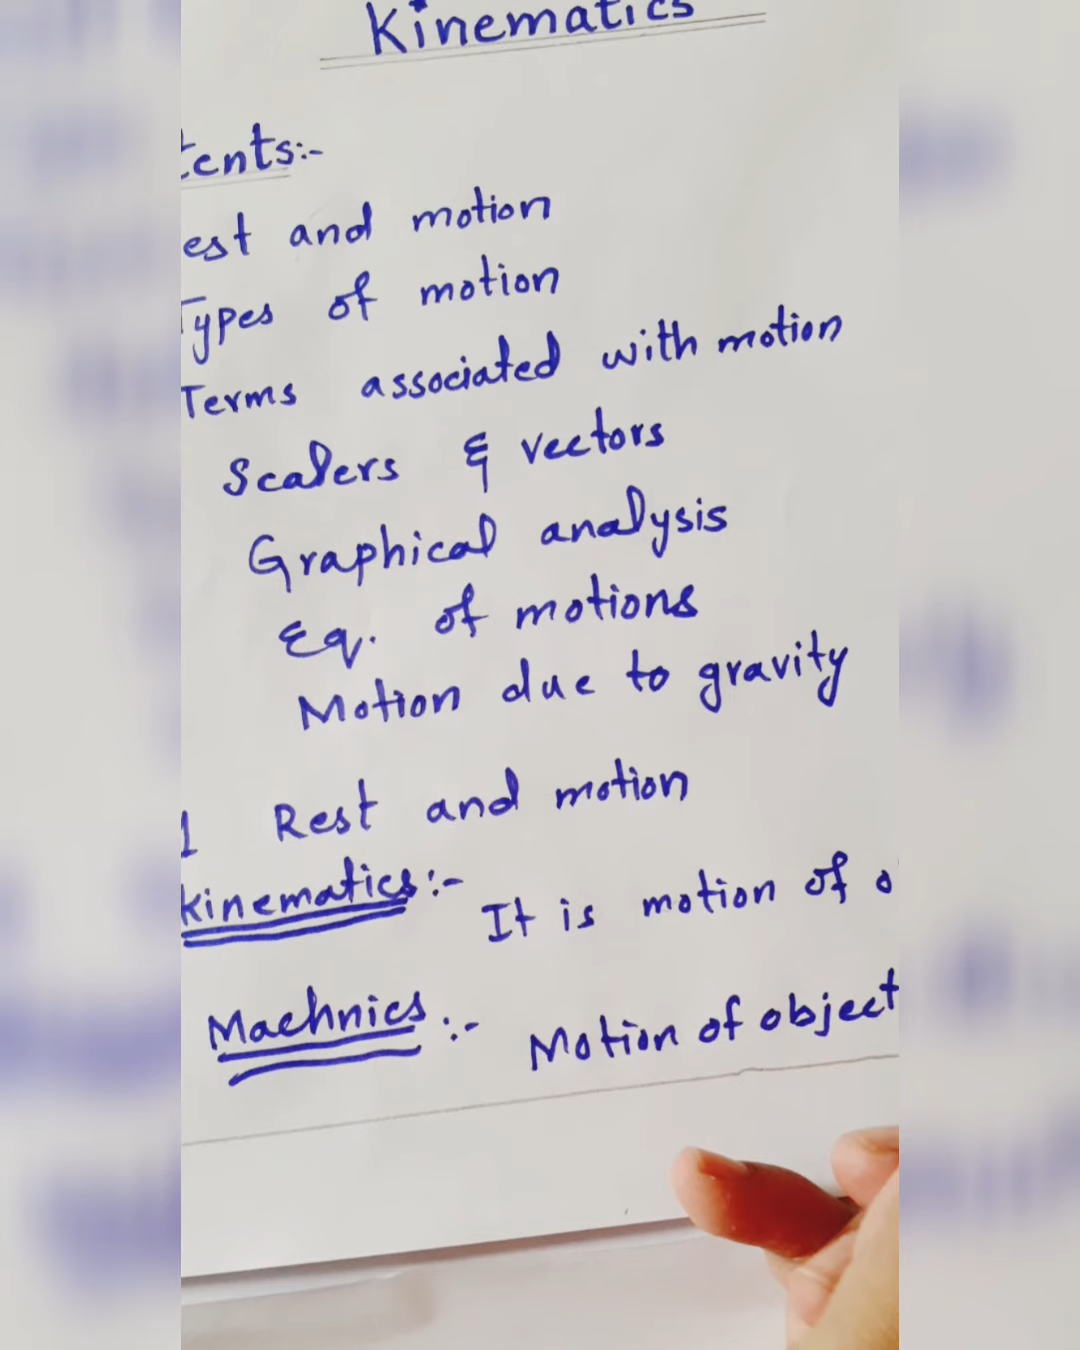 Kinematics
tents:-
est and motion
Types of motion
Terms associated with motion
Scalers & vectors
Graphical analysis
Eq. of motions
Motion due to gravity
1 Rest and motion
Kinematics:- It is motion of o
Machnics:- Motion of object